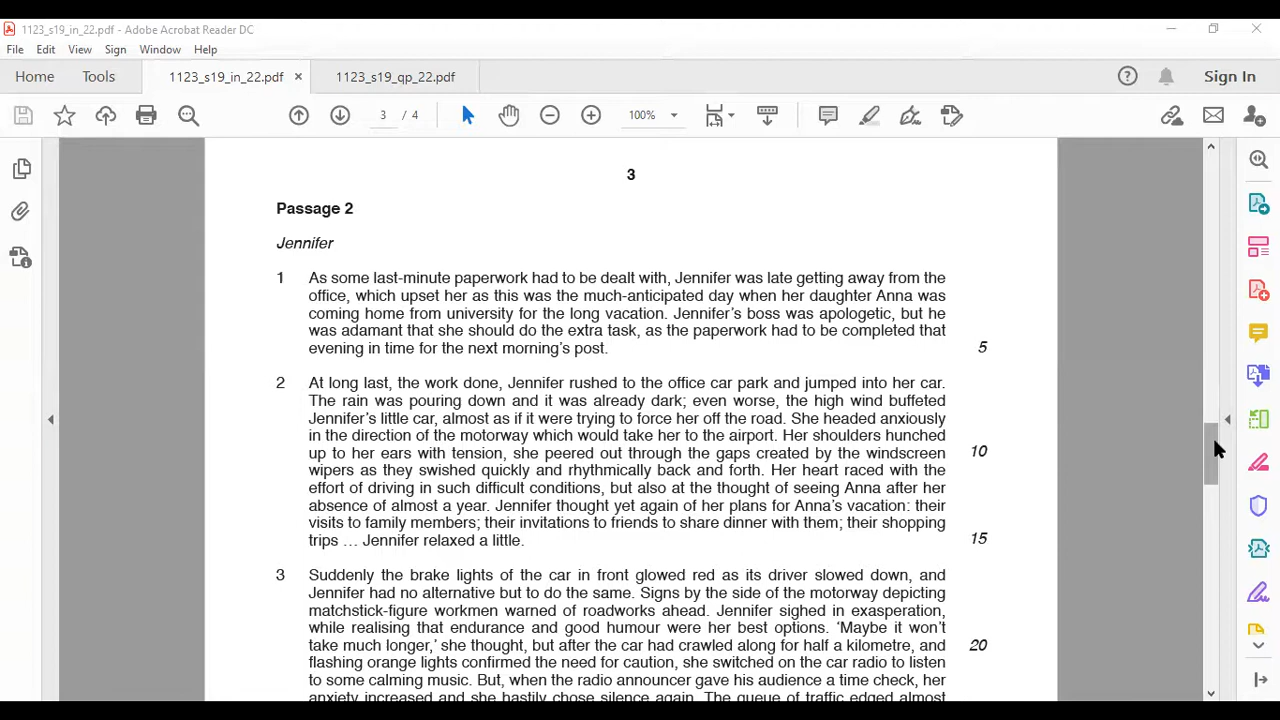 1123_s19_in_22.pdf - Adobe Acrobat Reader DC
File Edit View Sign Window Help
Home Tools 1123_s19_in_22.pdf × 1123_s19_qp_22.pdf Sign In
3 / 4 100%
3
Passage 2
Jennifer
1 As some last-minute paperwork had to be dealt with, Jennifer was late getting away from the
office, which upset her as this was the much-anticipated day when her daughter Anna was
coming home from university for the long vacation. Jennifer's boss was apologetic, but he
was adamant that she should do the extra task, as the paperwork had to be completed that
evening in time for the next morning's post. 5
2 At long last, the work done, Jennifer rushed to the office car park and jumped into her car.
The rain was pouring down and it was already dark; even worse, the high wind buffeted
Jennifer's little car, almost as if it were trying to force her off the road. She headed anxiously
in the direction of the motorway which would take her to the airport. Her shoulders hunched
up to her ears with tension, she peered out through the gaps created by the windscreen 10
wipers as they swished quickly and rhythmically back and forth. Her heart raced with the
effort of driving in such difficult conditions, but also at the thought of seeing Anna after her
absence of almost a year. Jennifer thought yet again of her plans for Anna's vacation: their
visits to family members; their invitations to friends to share dinner with them; their shopping
trips … Jennifer relaxed a little. 15
3 Suddenly the brake lights of the car in front glowed red as its driver slowed down, and
Jennifer had no alternative but to do the same. Signs by the side of the motorway depicting
matchstick-figure workmen warned of roadworks ahead. Jennifer sighed in exasperation,
while realising that endurance and good humour were her best options. 'Maybe it won't
take much longer,' she thought, but after the car had crawled along for half a kilometre, and 20
flashing orange lights confirmed the need for caution, she switched on the car radio to listen
to some calming music. But, when the radio announcer gave his audience a time check, her
anxiety increased and she hastily chose silence again. The queue of traffic edged almost